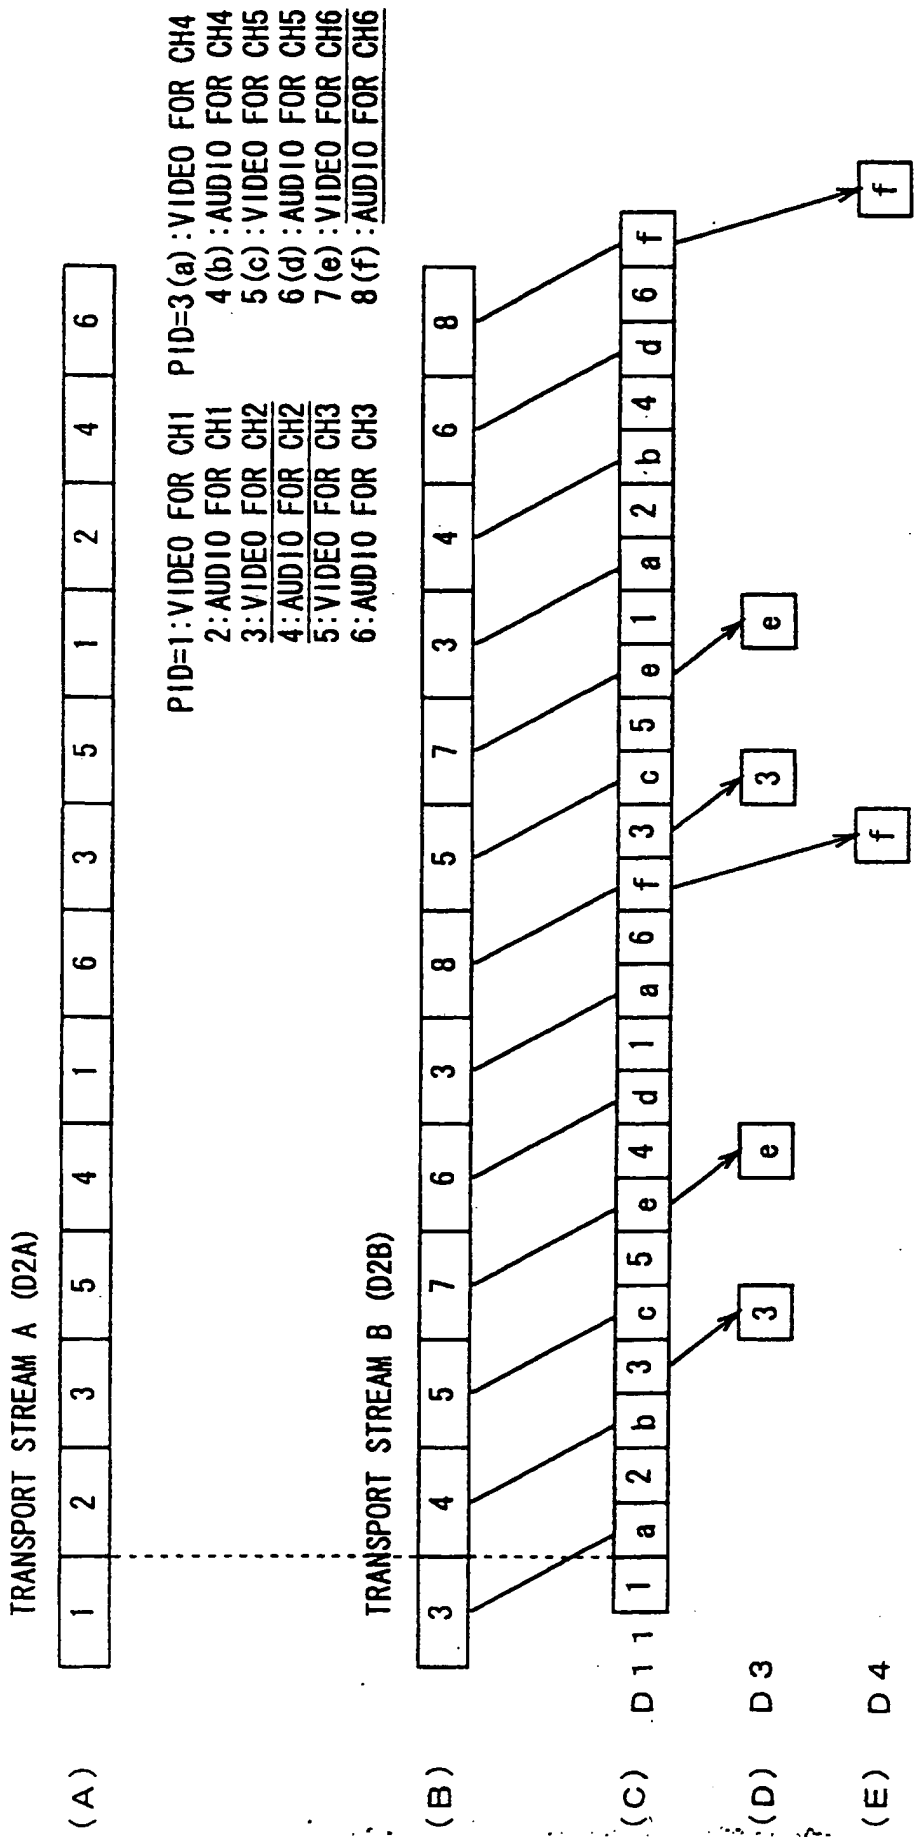 TRANSPORT STREAM A (D2A)
(A) 1 2 3 5 4 1 6 3 5 1 2 4 6
PID=1:VIDEO FOR CH1 PID=3(a):VIDEO FOR CH4
2:AUDIO FOR CH1 4(b):AUDIO FOR CH4
3:VIDEO FOR CH2 5(c):VIDEO FOR CH5
4:AUDIO FOR CH2 6(d):AUDIO FOR CH5
5:VIDEO FOR CH3 7(e):VIDEO FOR CH6
6:AUDIO FOR CH3 8(f):AUDIO FOR CH6
TRANSPORT STREAM B (D2B)
(B) 3 4 5 7 6 3 8 5 7 3 4 6 8
(C) D11 1 a 2 b 3 c 5 e 4 d 1 a 6 f 3 c 5 e 1 a 2 b 4 d 6 f
(D) D3 3 e 3 e
(E) D4 f f